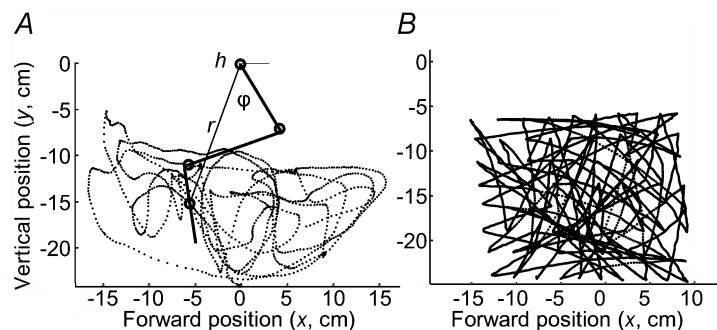 A
B
h
φ
r
0
-5
-10
-15
-20
Vertical position (y, cm)
-15 -10 -5 0 5 10 15
Forward position (x, cm)
0
-5
-10
-15
-20
-15 -10 -5 0 5 10
Forward position (x, cm)